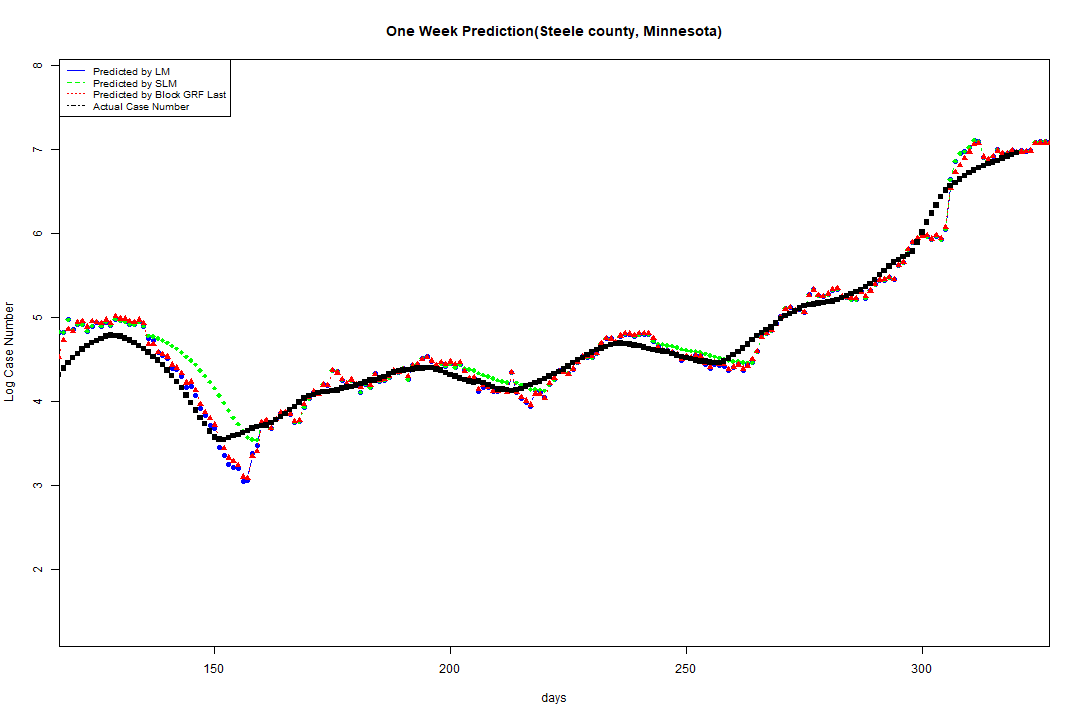 One Week Prediction(Steele county, Minnesota)
Predicted by LM
Predicted by SLM
Predicted by Block GRF Last
Actual Case Number
8
7
6
5
4
3
2
Log Case Number
150 200 250 300
days